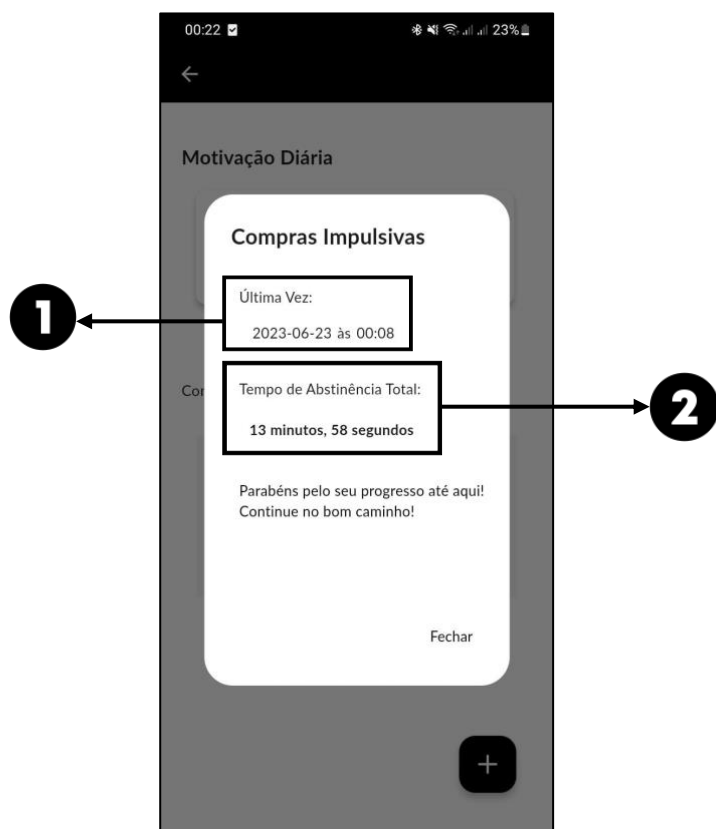 00:22 23%
Motivação Diária
Compras Impulsivas
1
Última Vez:
2023-06-23 às 00:08
Cor
Tempo de Abstinência Total:
2
13 minutos, 58 segundos
Parabéns pelo seu progresso até aqui!
Continue no bom caminho!
Fechar
+